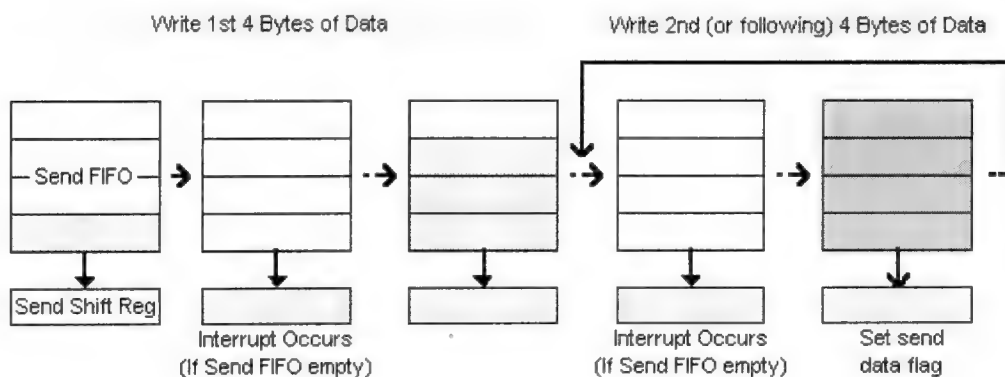 Write 1st 4 Bytes of Data
Write 2nd (or following) 4 Bytes of Data
Send FIFO
Send Shift Reg
Interrupt Occurs
(If Send FIFO empty)
Interrupt Occurs
(If Send FIFO empty)
Set send
data flag